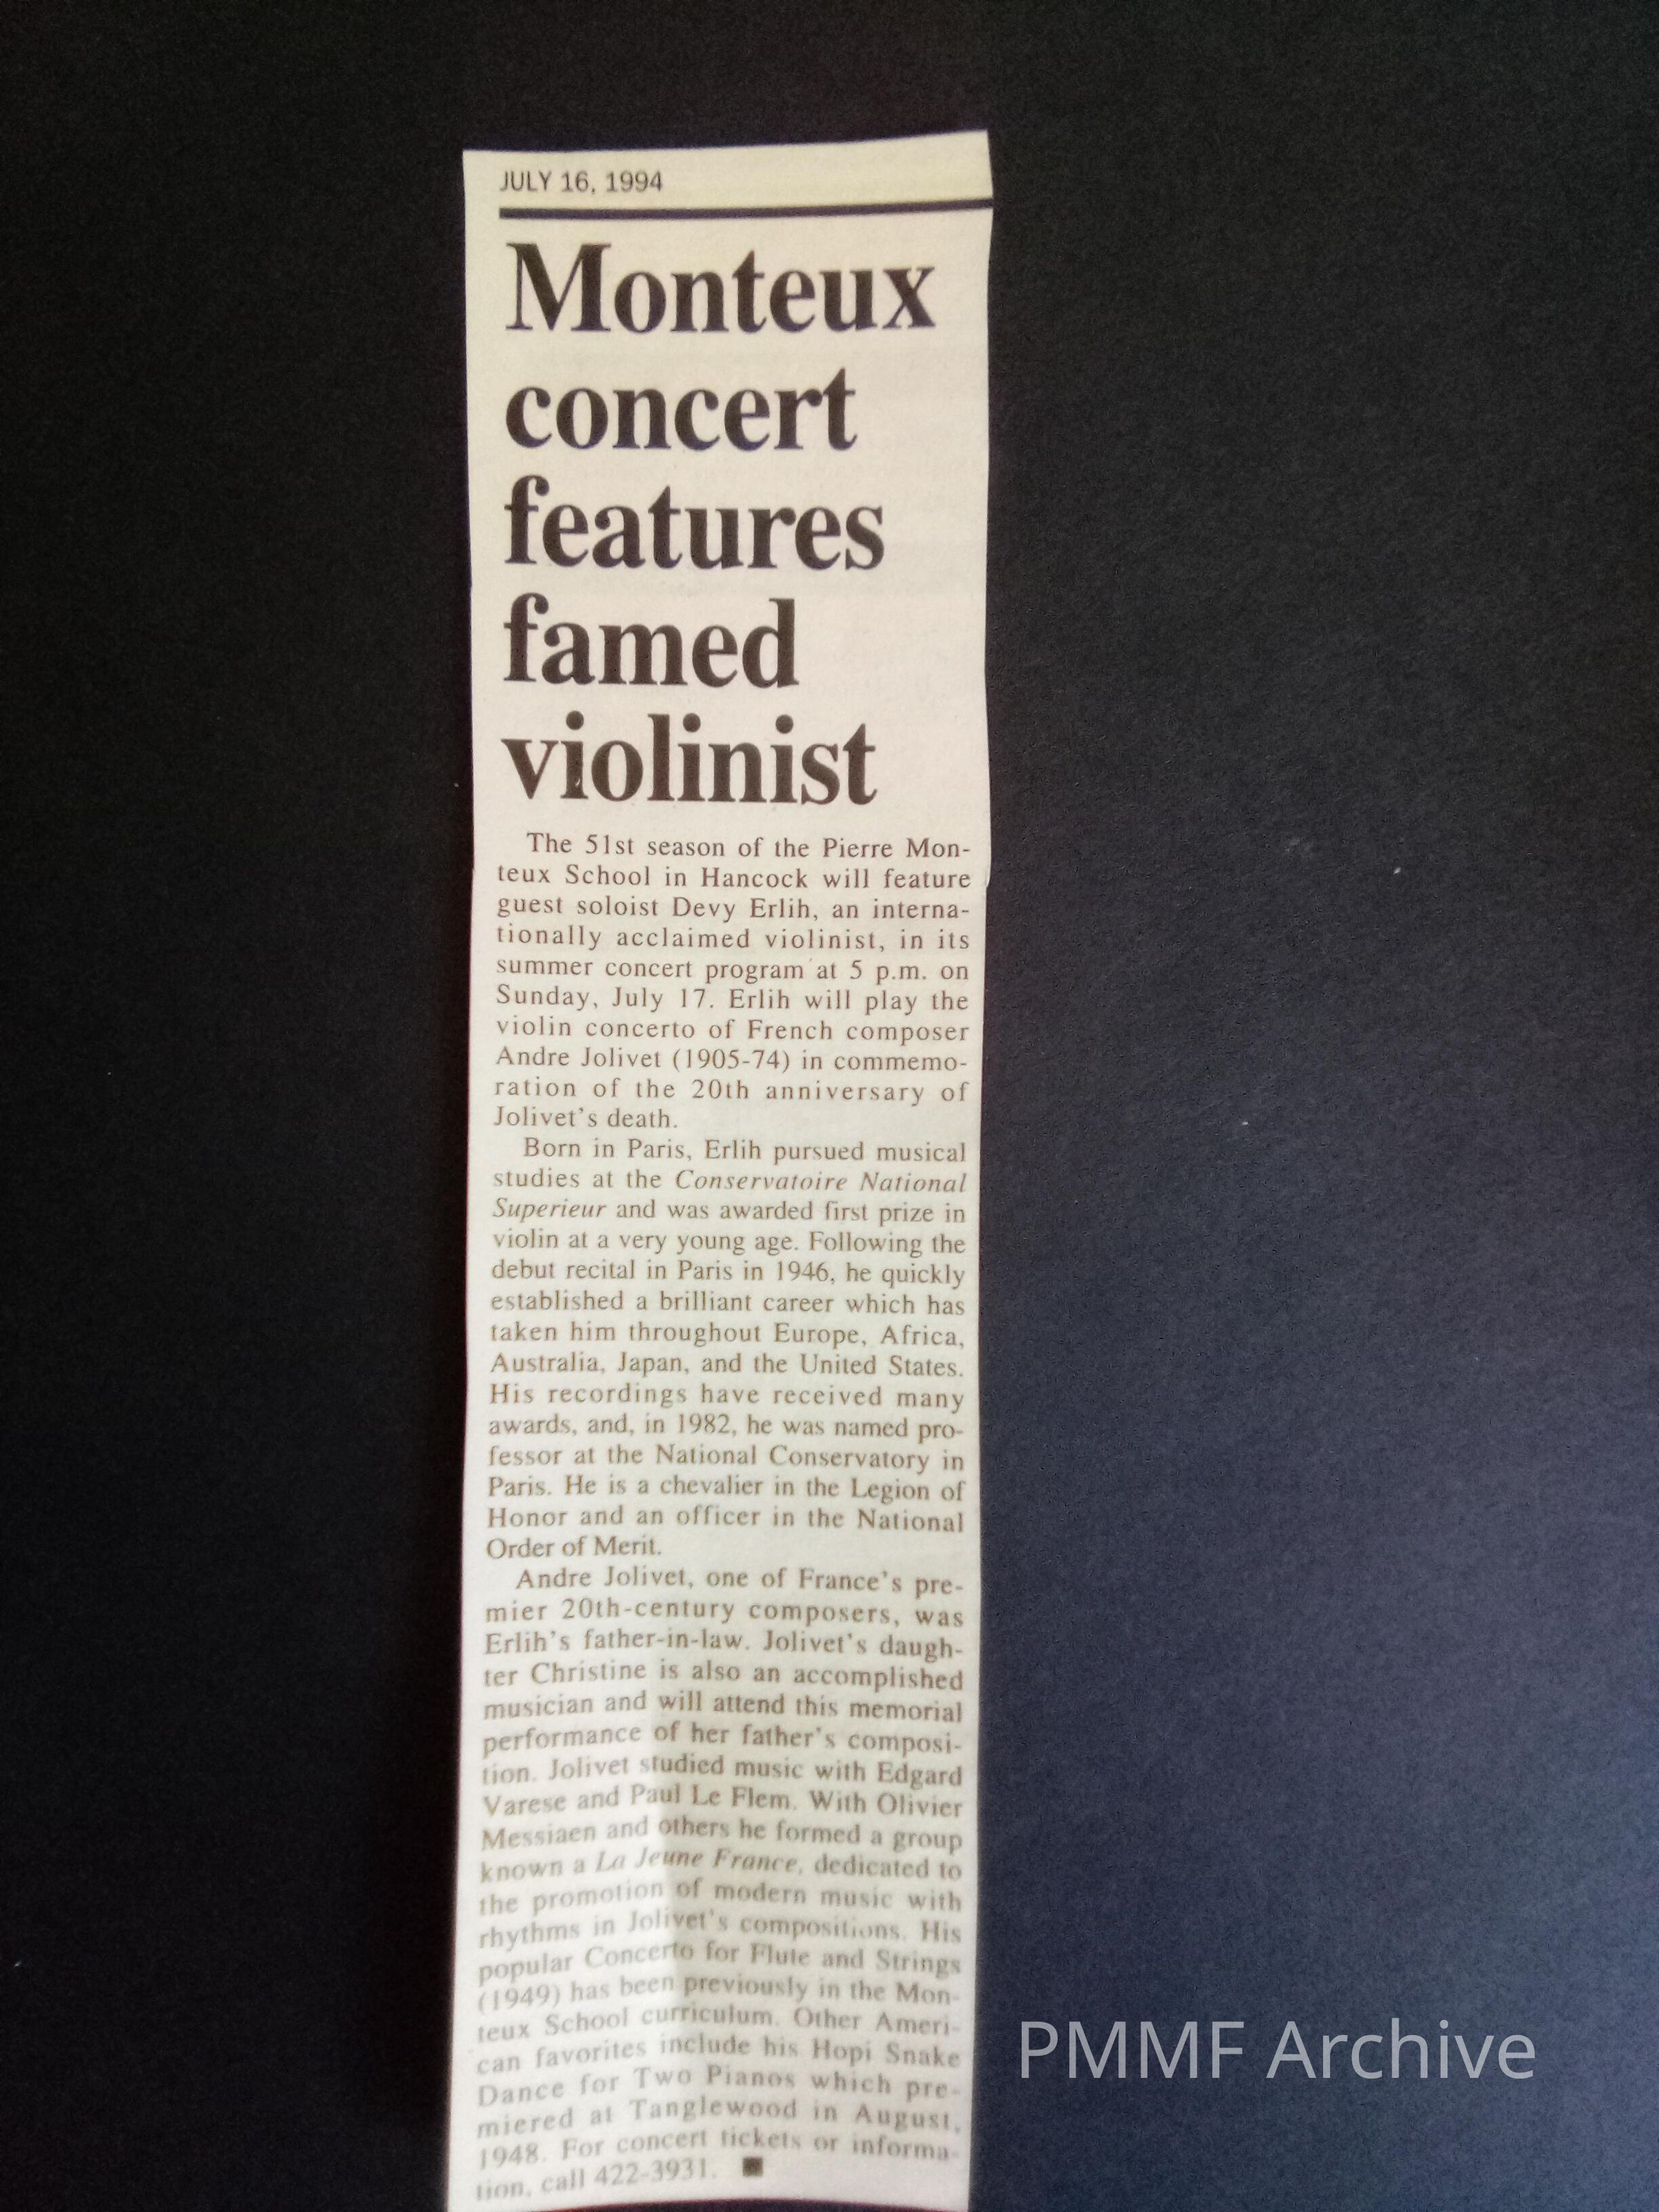 JULY 16, 1994
Monteux
concert
features
famed
violinist
The 51st season of the Pierre Mon-
teux School in Hancock will feature
guest soloist Devy Erlih, an interna-
tionally acclaimed violinist, in its
summer concert program at 5 p.m. on
Sunday, July 17. Erlih will play the
violin concerto of French composer
Andre Jolivet (1905-74) in commemo-
ration of the 20th anniversary of
Jolivet's death.
Born in Paris, Erlih pursued musical
studies at the Conservatoire National
Superieur and was awarded first prize in
violin at a very young age. Following the
debut recital in Paris in 1946, he quickly
established a brilliant career which has
taken him throughout Europe, Africa,
Australia, Japan, and the United States.
His recordings have received many
awards, and, in 1982, he was named pro-
fessor at the National Conservatory in
Paris. He is a chevalier in the Legion of
Honor and an officer in the National
Order of Merit.
Andre Jolivet, one of France's pre-
mier 20th-century composers, was
Erlih's father-in-law. Jolivet's daugh-
ter Christine is also an accomplished
musician and will attend this memorial
performance of her father's composi-
tion. Jolivet studied music with Edgard
Varese and Paul Le Flem. With Olivier
Messiaen and others he formed a group
known a La Jeune France, dedicated to
the promotion of modern music with
rhythms in Jolivet's compositions. His
popular Concerto for Flute and Strings
(1949) has been previously in the Mon-
teux School curriculum. Other Ameri-
can favorites include his Hopi Snake
Dance for Two Pianos which pre-
miered at Tanglewood in August,
1948. For concert tickets or informa-
tion, call 422-3931.
PMMF Archive